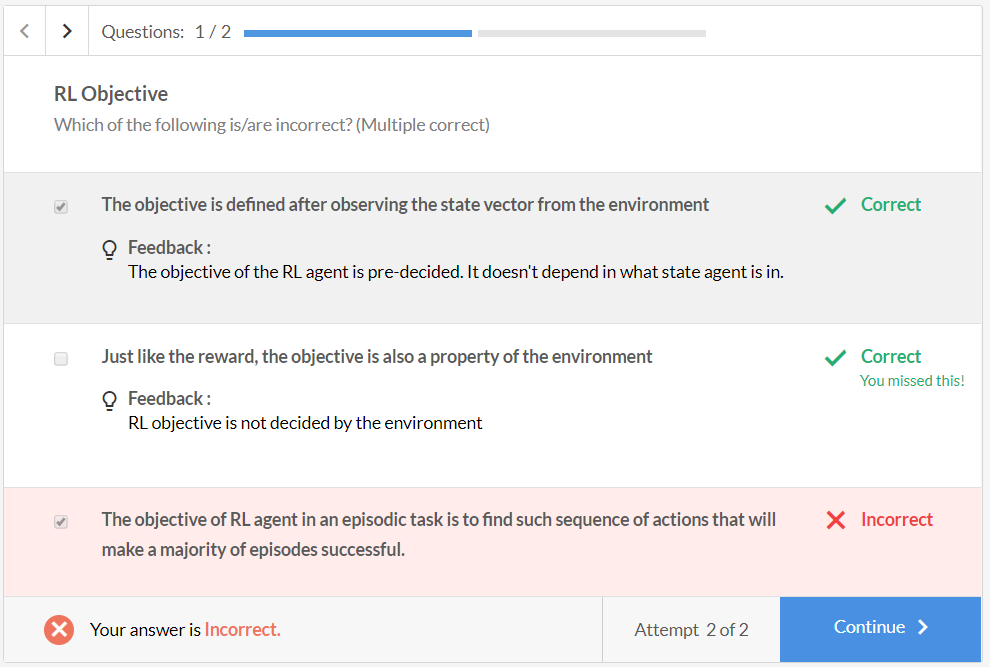 Questions: 1 / 2
RL Objective
Which of the following is/are incorrect? (Multiple correct)
The objective is defined after observing the state vector from the environment
Correct
Feedback :
The objective of the RL agent is pre-decided. It doesn't depend in what state agent is in.
Just like the reward, the objective is also a property of the environment
Correct
You missed this!
Feedback :
RL objective is not decided by the environment
The objective of RL agent in an episodic task is to find such sequence of actions that will
make a majority of episodes successful.
Incorrect
Your answer is Incorrect.
Attempt 2 of 2
Continue